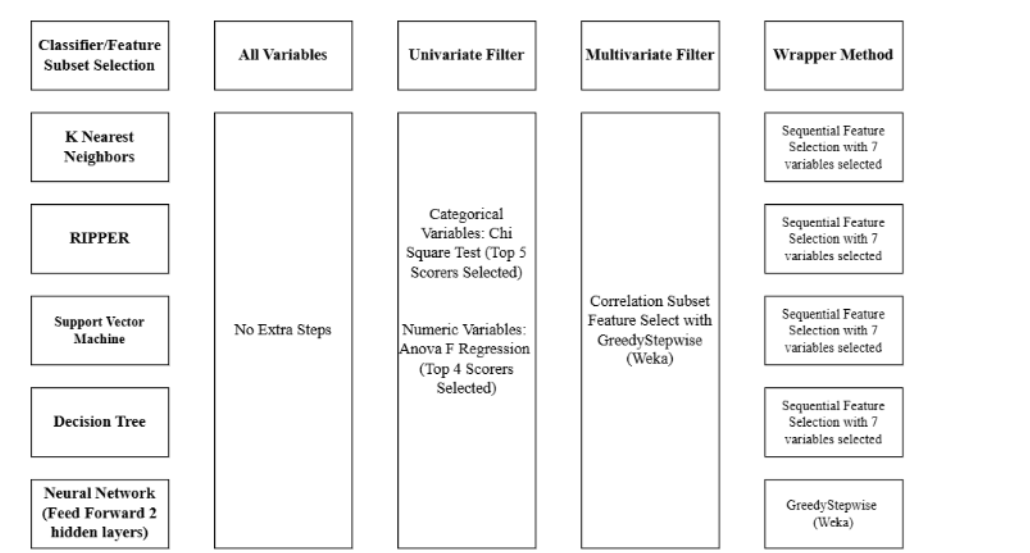 Classifier/Feature
Subset Selection
All Variables
Univariate Filter
Multivariate Filter
Wrapper Method
K Nearest
Neighbors
Sequential Feature
Selection with 7
variables selected
RIPPER
Sequential Feature
Selection with 7
variables selected
Support Vector
Machine
Sequential Feature
Selection with 7
variables selected
Decision Tree
Sequential Feature
Selection with 7
variables selected
Neural Network
(Feed Forward 2
hidden layers)
GreedyStepwise
(Weka)
No Extra Steps
Categorical
Variables: Chi
Square Test (Top 5
Scorers Selected)
Numeric Variables:
Anova F Regression
(Top 4 Scorers
Selected)
Correlation Subset
Feature Select with
GreedyStepwise
(Weka)